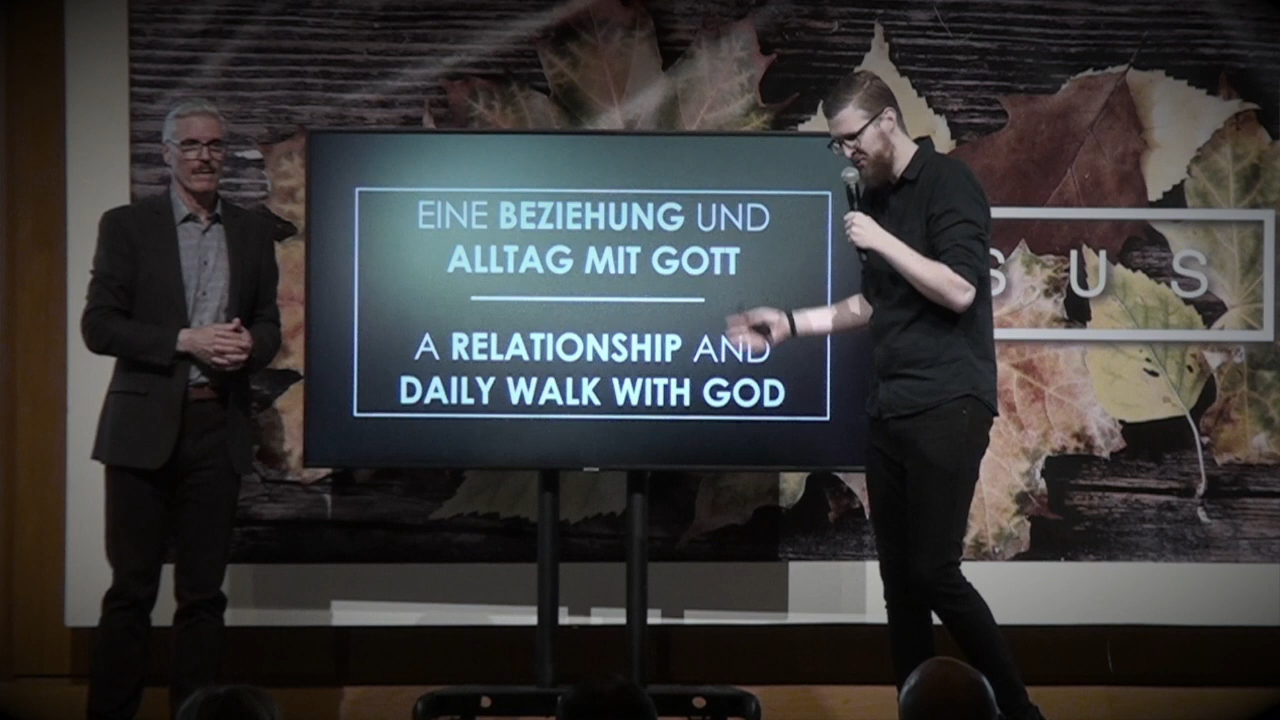 EINE BEZIEHUNG UND
ALLTAG MIT GOTT
A RELATIONSHIP AND
DAILY WALK WITH GOD
S U S